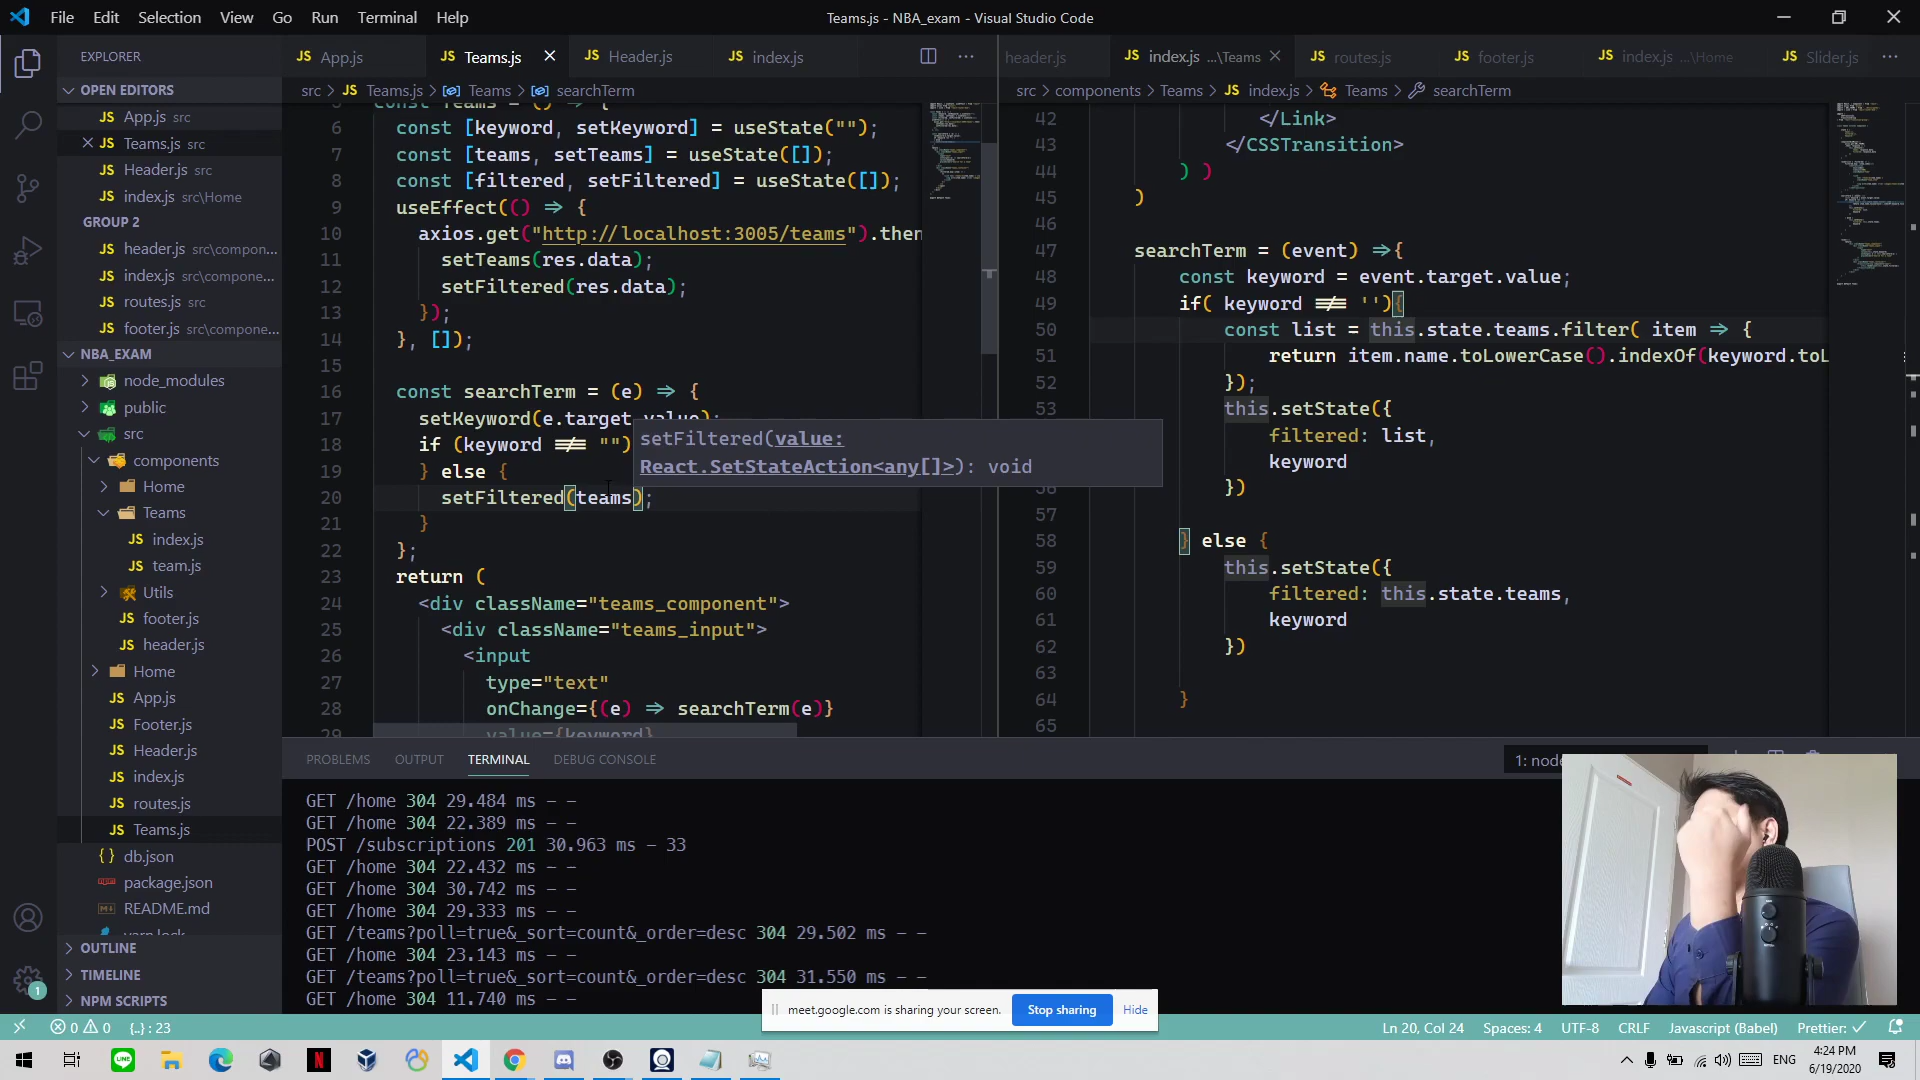 File Edit Selection View Go Run Terminal Help
Teams.js - NBA_exam - Visual Studio Code
EXPLORER
OPEN EDITORS
JS App.js src
JS Teams.js src
JS Header.js src
JS index.js src\Home
GROUP 2
JS header.js src\compon...
JS index.js src\compone...
JS routes.js src
JS footer.js src\compone...
NBA_EXAM
node_modules
public
src
components
Home
Teams
JS index.js
JS team.js
Utils
JS footer.js
JS header.js
Home
JS App.js
JS Footer.js
JS Header.js
JS index.js
JS routes.js
JS Teams.js
{} db.json
package.json
README.md
yarn.lock
OUTLINE
TIMELINE
NPM SCRIPTS
JS App.js JS Teams.js JS Header.js JS index.js
src > JS Teams.js > Teams > searchTerm
const Teams = () => {
6 const [keyword, setKeyword] = useState("");
7 const [teams, setTeams] = useState([]);
8 const [filtered, setFiltered] = useState([]);
9 useEffect(() => {
10 axios.get("http://localhost:3005/teams").then
11 setTeams(res.data);
12 setFiltered(res.data);
13 });
14 }, []);
15
16 const searchTerm = (e) => {
17 setKeyword(e.target.value);
18 if (keyword !== "")
19 } else {
20 setFiltered(teams);
21 }
22 };
23 return (
24 <div className="teams_component">
25 <div className="teams_input">
26 <input
27 type="text"
28 onChange={(e) => searchTerm(e)}
29 value={keyword}
setFiltered(value:
React.SetStateAction<any[]>): void
header.js JS index.js ...\Teams JS routes.js JS footer.js JS index.js ...\Home JS Slider.js
src > components > Teams > JS index.js > Teams > searchTerm
42 </Link>
43 </CSSTransition>
44 ) )
45 )
46
47 searchTerm = (event) =>{
48 const keyword = event.target.value;
49 if( keyword !== ''){
50 const list = this.state.teams.filter( item => {
51 return item.name.toLowerCase().indexOf(keyword.toL
52 });
53 this.setState({
filtered: list,
keyword
})
57
58 } else {
59 this.setState({
60 filtered: this.state.teams,
61 keyword
62 })
63
64 }
65
PROBLEMS OUTPUT TERMINAL DEBUG CONSOLE
1: node
GET /home 304 29.484 ms - -
GET /home 304 22.389 ms - -
POST /subscriptions 201 30.963 ms - 33
GET /home 304 22.432 ms - -
GET /home 304 30.742 ms - -
GET /home 304 29.333 ms - -
GET /teams?poll=true&_sort=count&_order=desc 304 29.502 ms - -
GET /home 304 23.143 ms - -
GET /teams?poll=true&_sort=count&_order=desc 304 31.550 ms - -
GET /home 304 11.740 ms - -
meet.google.com is sharing your screen. Stop sharing Hide
1
0 0 {..} : 23
Ln 20, Col 24 Spaces: 4 UTF-8 CRLF Javascript (Babel) Prettier: ✓
LINE
N
ENG
4:24 PM
6/19/2020